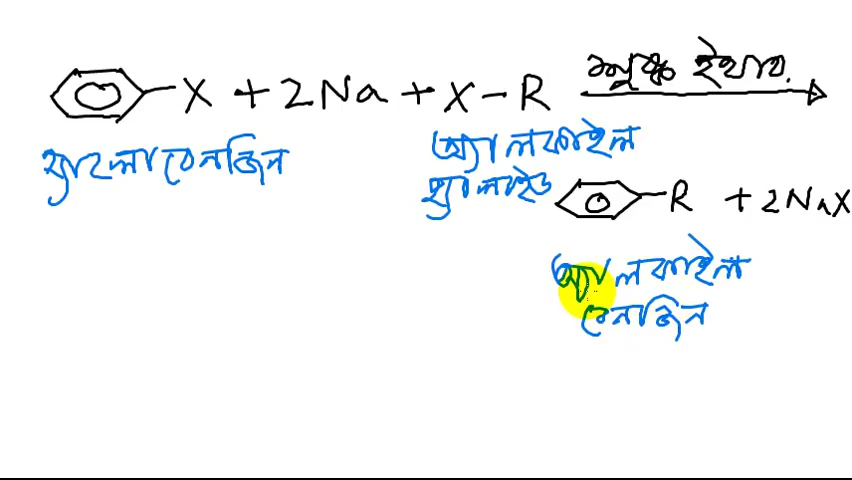 শুষ্ক ইথার
X + 2Na + X - R
হ্যালোবেনজিন
অ্যালকাইল
হ্যালাইড
R + 2NaX
অ্যালকাইল
বেনজিন